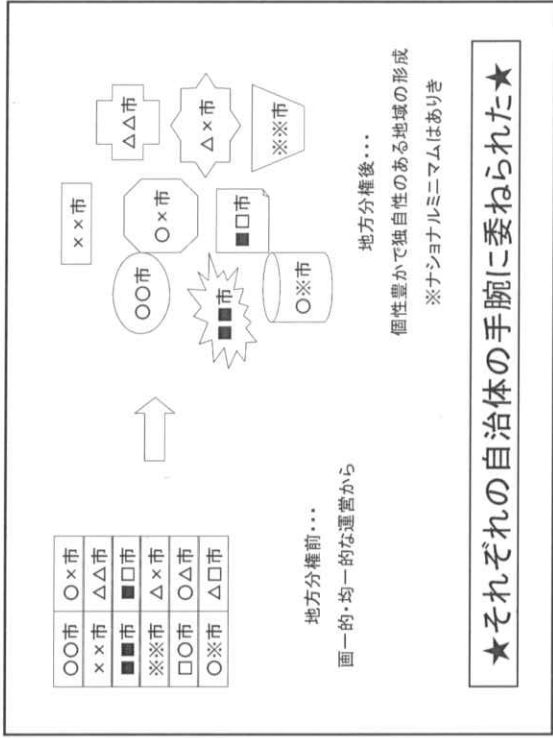 ○○市 ○×市
××市 △△市
■■市 ■□市
※※市 △×市
□○市 ○△市
○※市 △□市
××市
△△市
○○市
○×市
△×市
■■市
■□市
※※市
○※市
地方分権前・・・
画一的・均一的な運営から
地方分権後・・・
個性豊かで独自性のある地域の形成
※ナショナルミニマムはありき
★それぞれの自治体の手腕に委ねられた★